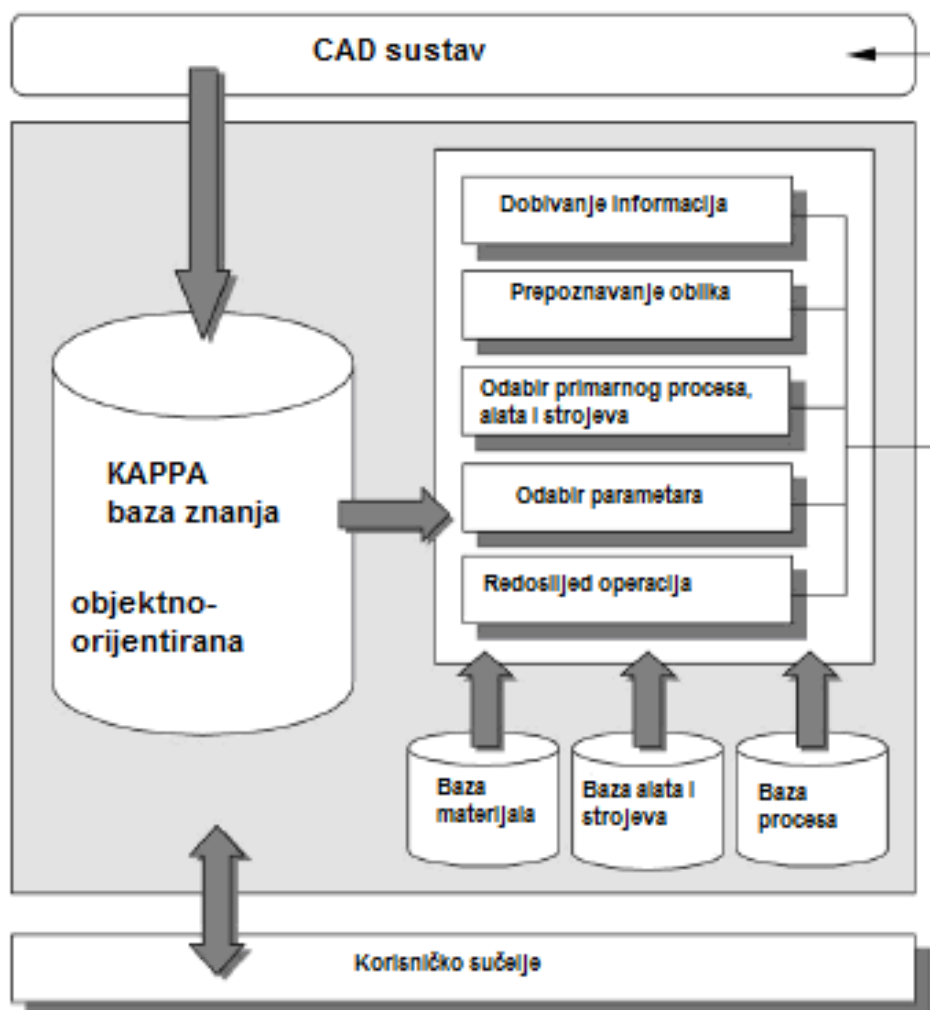 CAD sustav
Dobivanje informacija
Prepoznavanje oblika
Odabir primarnog procesa,
alata i strojeva
KAPPA
baza znanja
Odabir parametara
objektno-
orijentirana
Redoslijed operacija
Baza
materijala
Baza alata i
strojeva
Baza
procesa
Korisničko sučelje